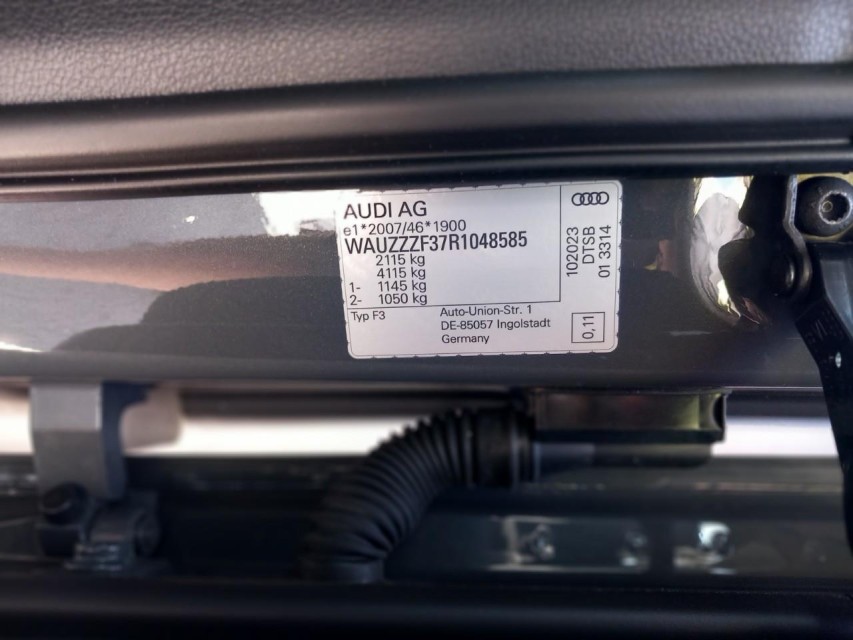 AUDI AG
e1*2007/46*1900
WAUZZZF37R1048585
2115 kg
4115 kg
1- 1145 kg
2- 1050 kg
Typ F3
Auto-Union-Str. 1
DE-85057 Ingolstadt
Germany
102023
DTSB
01 3314
0,11